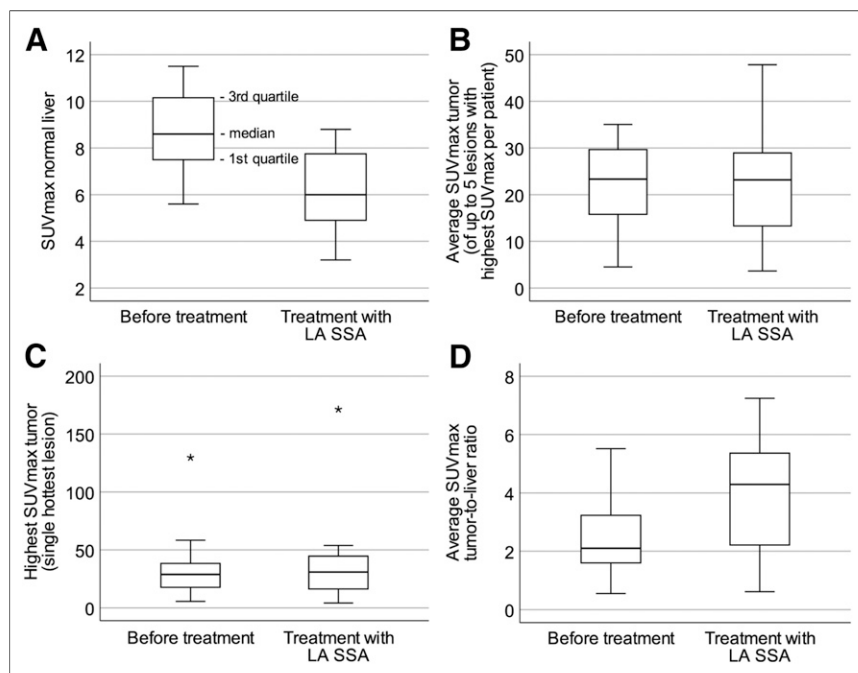 A
SUVmax normal liver
12
10
8
6
4
2
- 3rd quartile
- median
- 1st quartile
Before treatment
Treatment with
LA SSA
B
Average SUVmax tumor
(of up to 5 lesions with
highest SUVmax per patient)
50
40
30
20
10
0
Before treatment
Treatment with
LA SSA
C
Highest SUVmax tumor
(single hottest lesion)
200
150
100
50
0
*
*
Before treatment
Treatment with
LA SSA
D
Average SUVmax
tumor-to-liver ratio
8
6
4
2
0
Before treatment
Treatment with
LA SSA